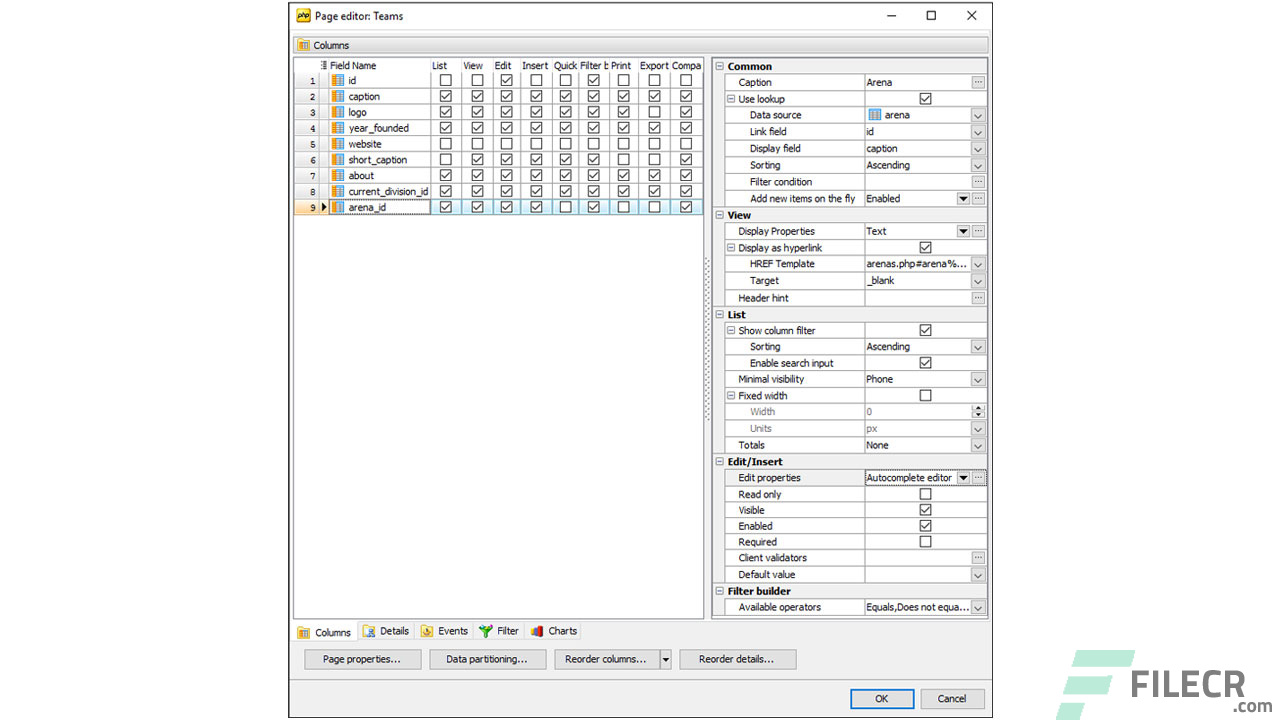 php Page editor: Teams
Columns
Field Name List View Edit Insert Quick Filter b Print Export Compa
1 id
2 caption
3 logo
4 year_founded
5 website
6 short_caption
7 about
8 current_division_id
9 arena_id
Common
Caption Arena
Use lookup
Data source arena
Link field id
Display field caption
Sorting Ascending
Filter condition
Add new items on the fly Enabled
View
Display Properties Text
Display as hyperlink
HREF Template arenas.php#arena%...
Target _blank
Header hint
List
Show column filter
Sorting Ascending
Enable search input
Minimal visibility Phone
Fixed width
Width 0
Units px
Totals None
Edit/Insert
Edit properties Autocomplete editor
Read only
Visible
Enabled
Required
Client validators
Default value
Filter builder
Available operators Equals,Does not equa...
Columns Details Events Filter Charts
Page properties... Data partitioning... Reorder columns... Reorder details...
OK Cancel
FILECR
.com